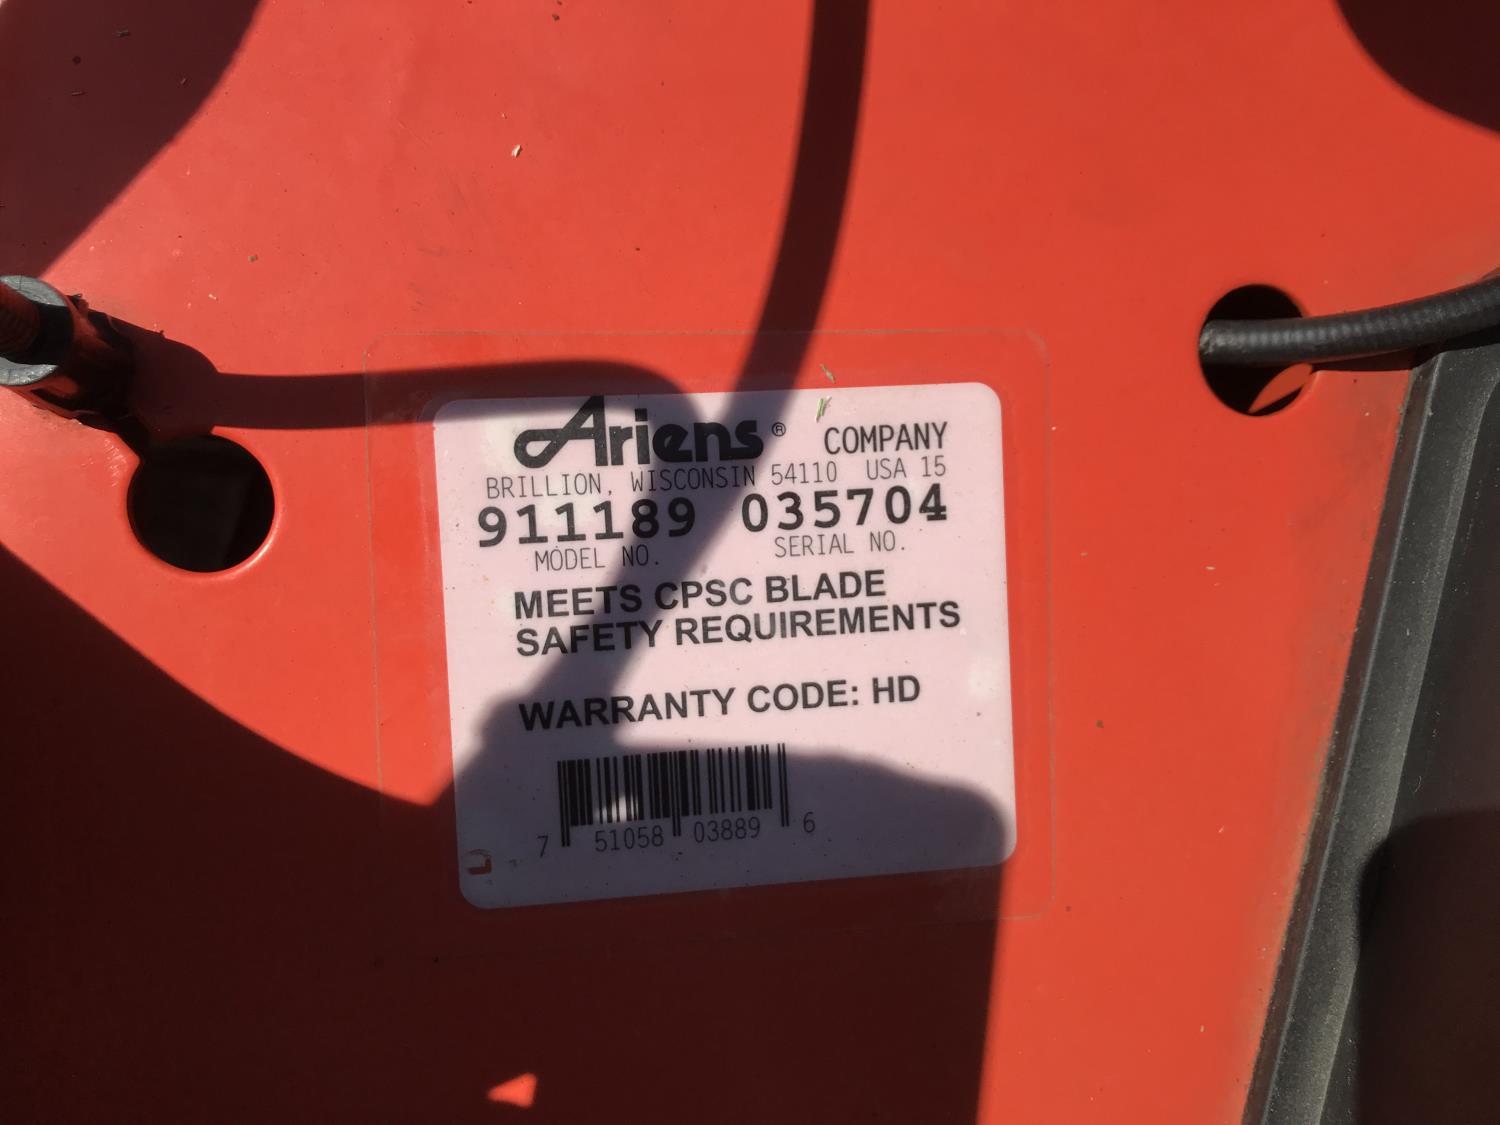 Ariens® COMPANY
BRILLION, WISCONSIN 54110 USA 15
911189 035704
MODEL NO. SERIAL NO.
MEETS CPSC BLADE
SAFETY REQUIREMENTS
WARRANTY CODE: HD
7 51058 03889 6